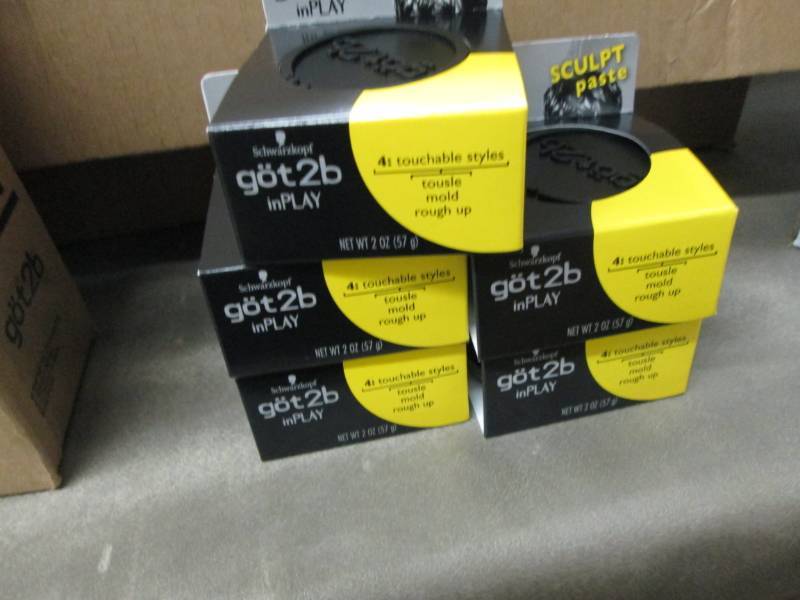 inPLAY
SCULPT
paste
Schwarzkopf
göt2b
inPLAY
4: touchable styles
tousle
mold
rough up
NET WT 2 OZ (57 g)
Schwarzkopf
göt2b
inPLAY
4: touchable styles
tousle
mold
rough up
NET WT 2 OZ (57 g)
Schwarzkopf
göt2b
inPLAY
4: touchable styles
tousle
mold
rough up
NET WT 2 OZ (57 g)
Schwarzkopf
göt2b
inPLAY
4: touchable styles
tousle
mold
rough up
NET WT 2 OZ (57 g)
Schwarzkopf
göt2b
inPLAY
4: touchable styles
tousle
mold
rough up
NET WT 2 OZ (57 g)
göt2b